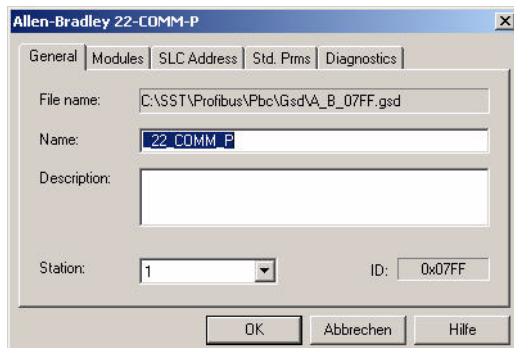 Allen-Bradley 22-COMM-P
General Modules SLC Address Std. Prms Diagnostics
File name: C:\SST\Profibus\Pbc\Gsd\A_B_07FF.gsd
Name: _22_COMM_P
Description:
Station: 1 ID: 0x07FF
OK Abbrechen Hilfe